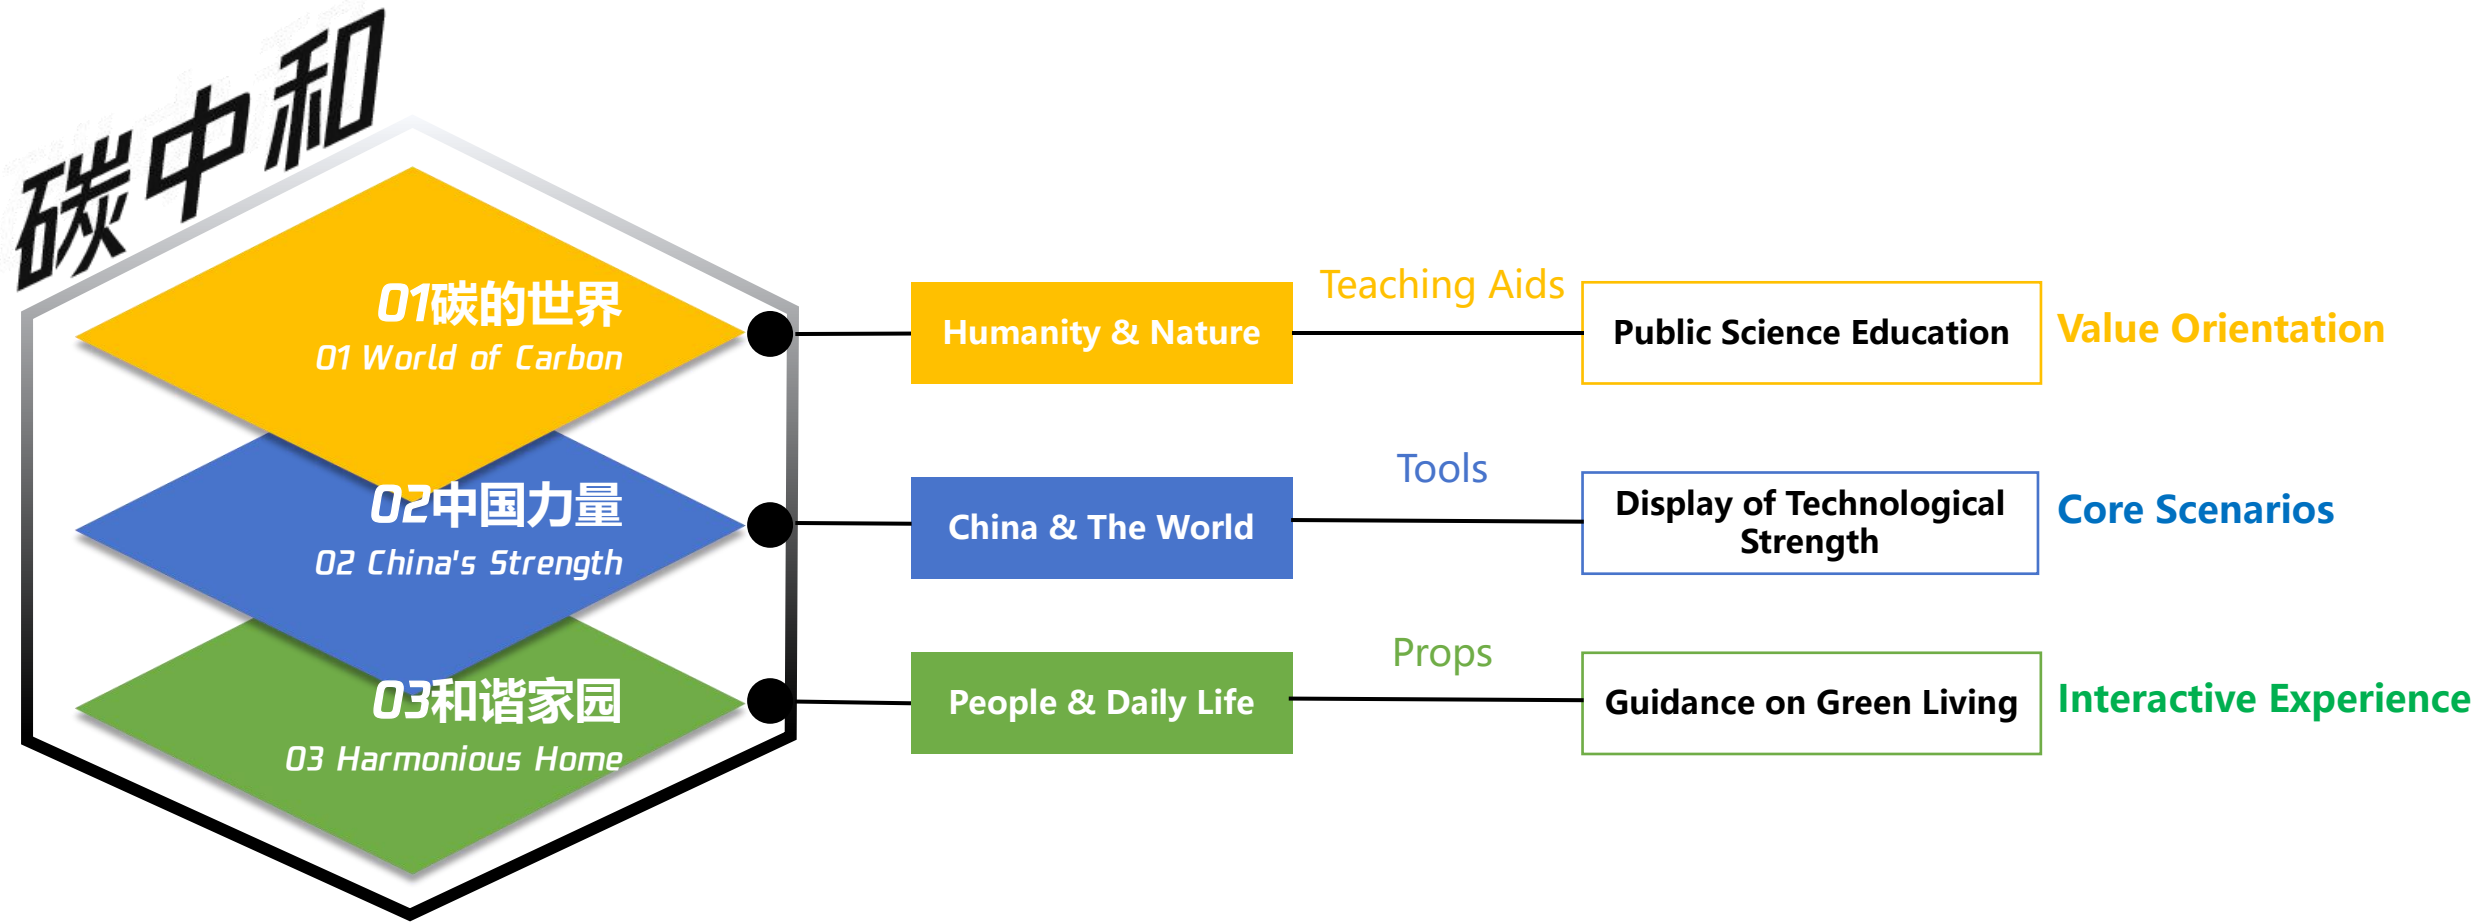 碳中和
01碳的世界
01 World of Carbon
Humanity & Nature
Teaching Aids
Public Science Education
Value Orientation
02中国力量
02 China's Strength
China & The World
Tools
Display of Technological
Strength
Core Scenarios
03和谐家园
03 Harmonious Home
People & Daily Life
Props
Guidance on Green Living
Interactive Experience